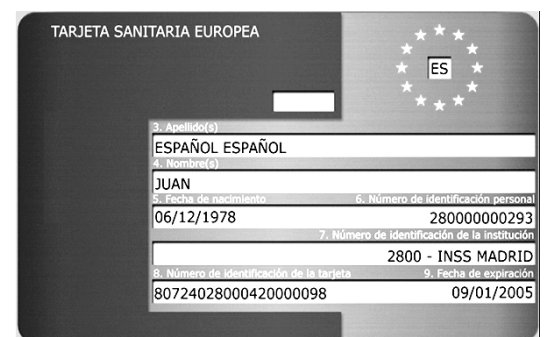 TARJETA SANITARIA EUROPEA
ES
3. Apellido(s)
ESPAÑOL ESPAÑOL
4. Nombre(s)
JUAN
5. Fecha de nacimiento 6. Número de identificación personal
06/12/1978 280000000293
7. Número de identificación de la institución
2800 - INSS MADRID
8. Número de identificación de la tarjeta 9. Fecha de expiración
80724028000420000098 09/01/2005